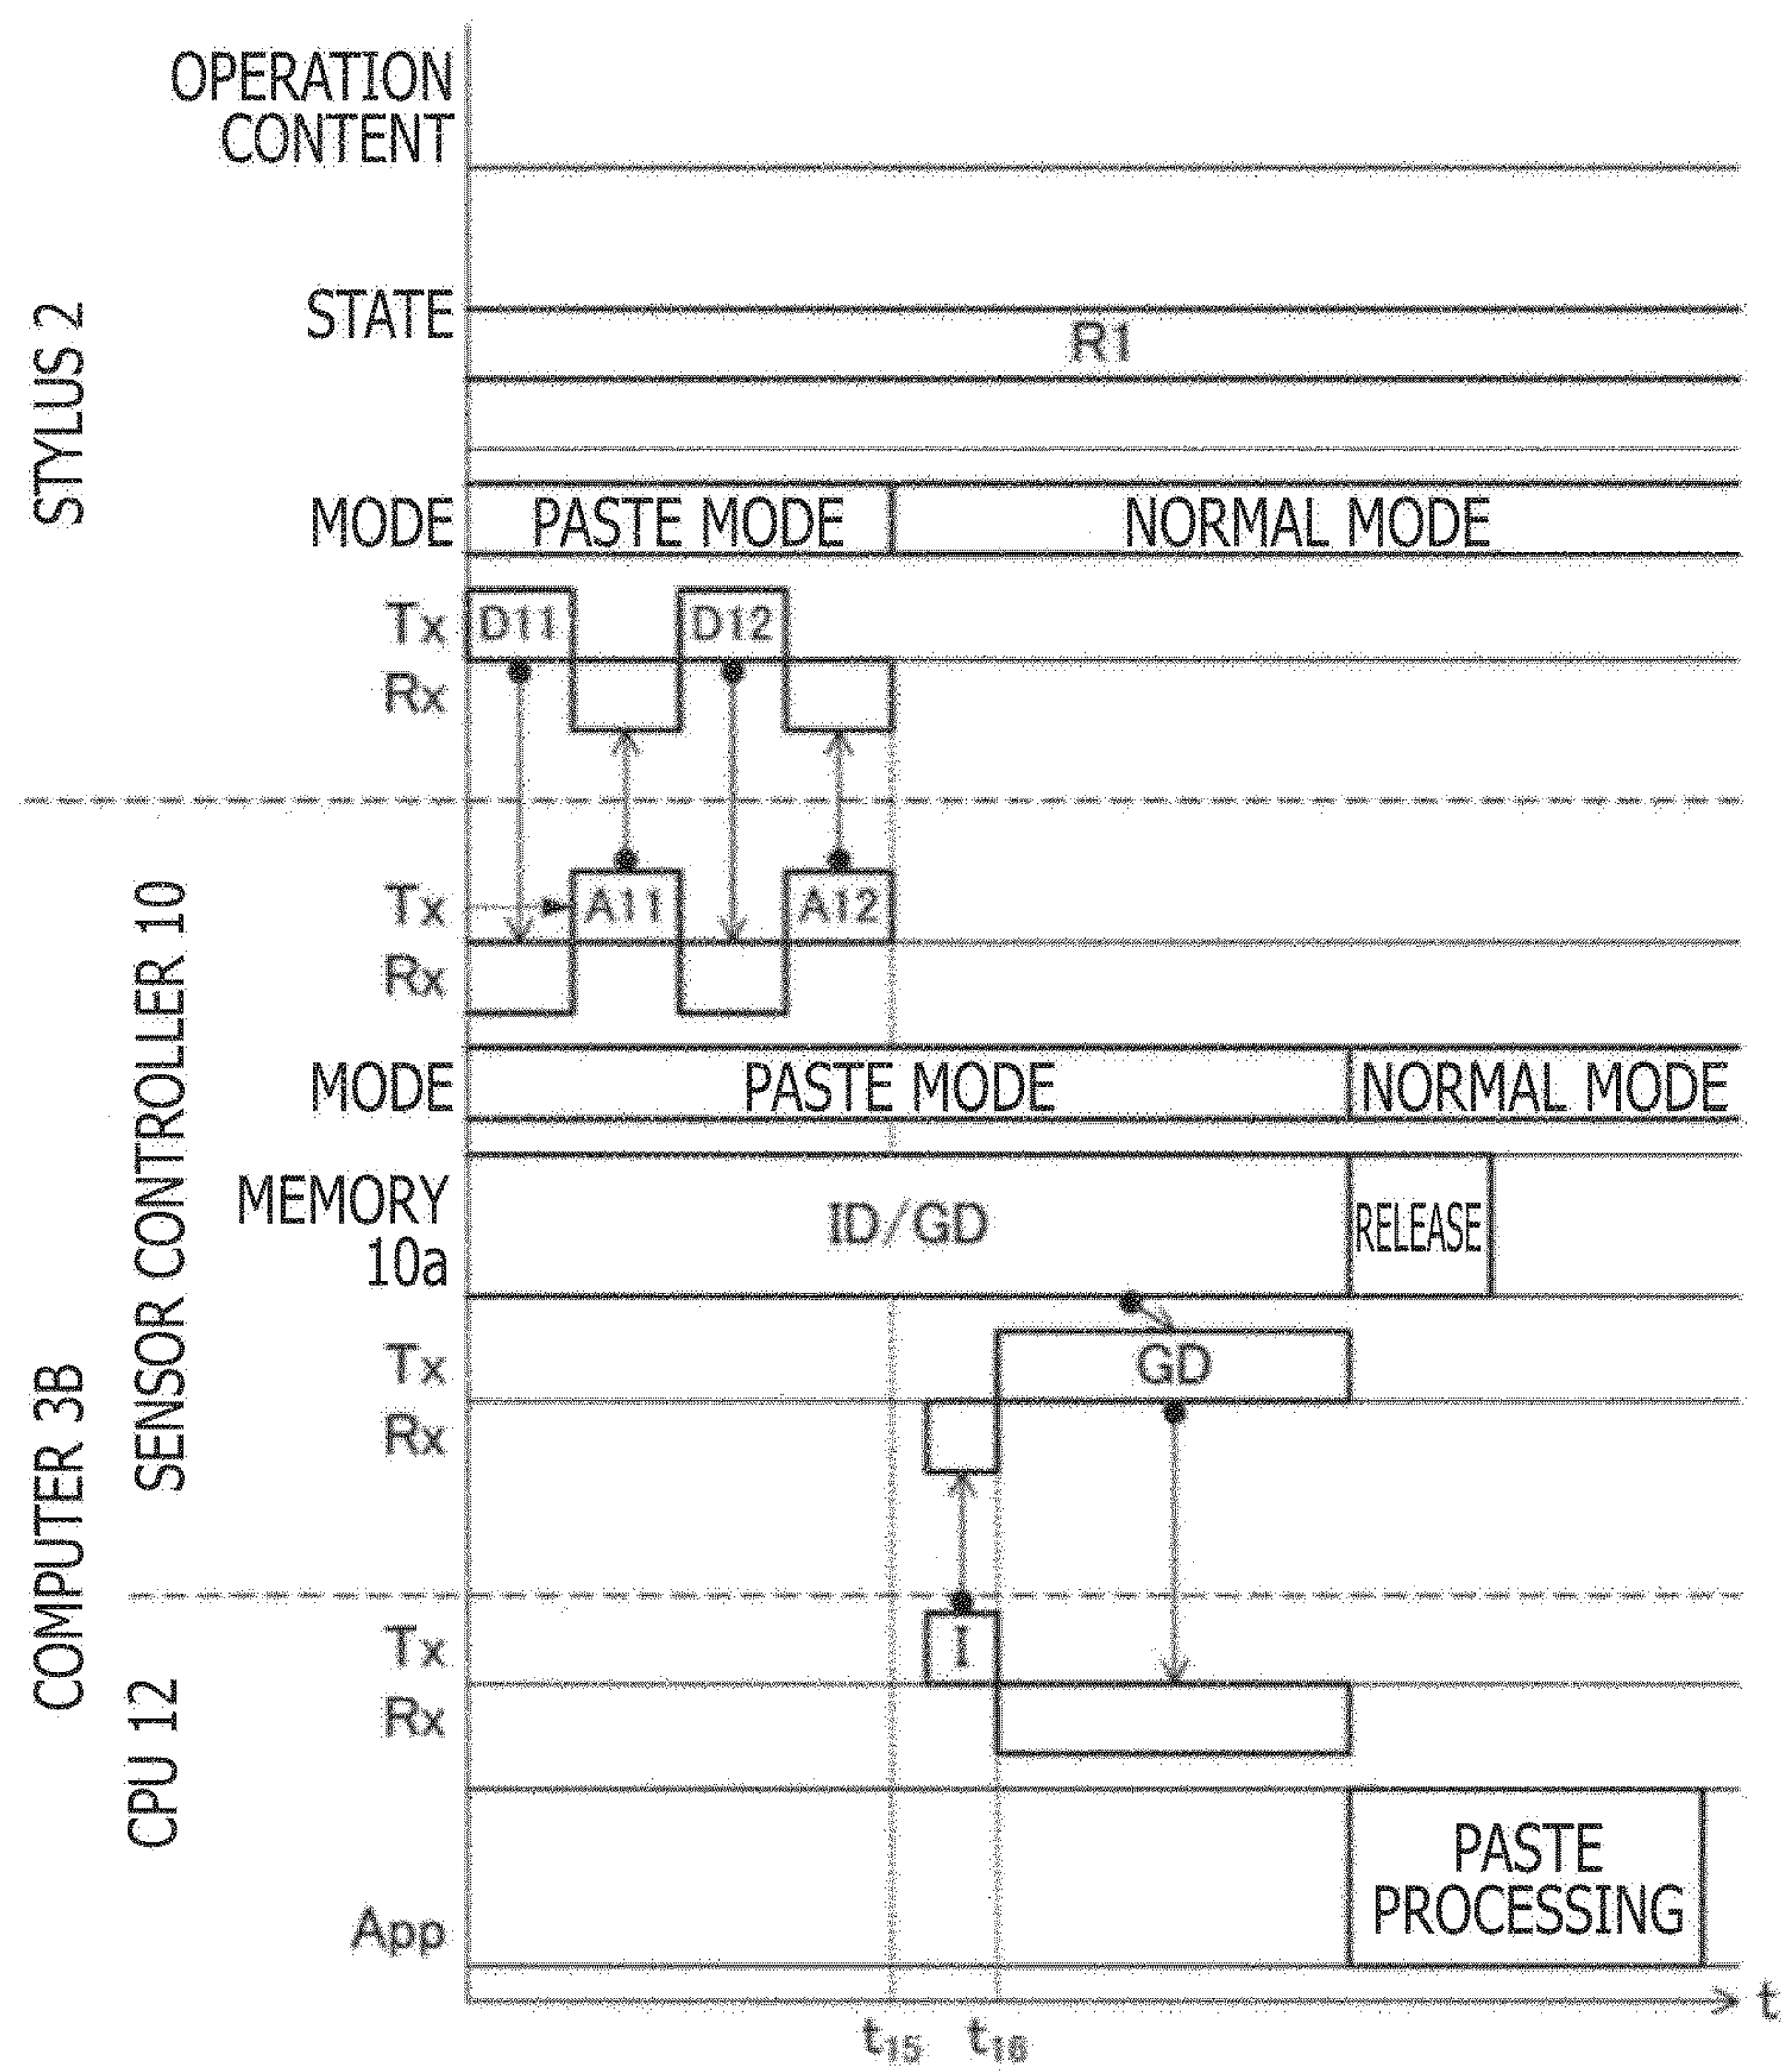 OPERATION
CONTENT
STYLUS 2
STATE
R1
MODE
PASTE MODE
NORMAL MODE
Tx
D11
D12
Rx
COMPUTER 3B
SENSOR CONTROLLER 10
Tx
A11
A12
Rx
MODE
PASTE MODE
NORMAL MODE
MEMORY
10a
ID/GD
RELEASE
Tx
GD
Rx
CPU 12
Tx
I
Rx
App
PASTE
PROCESSING
t
t15
t16